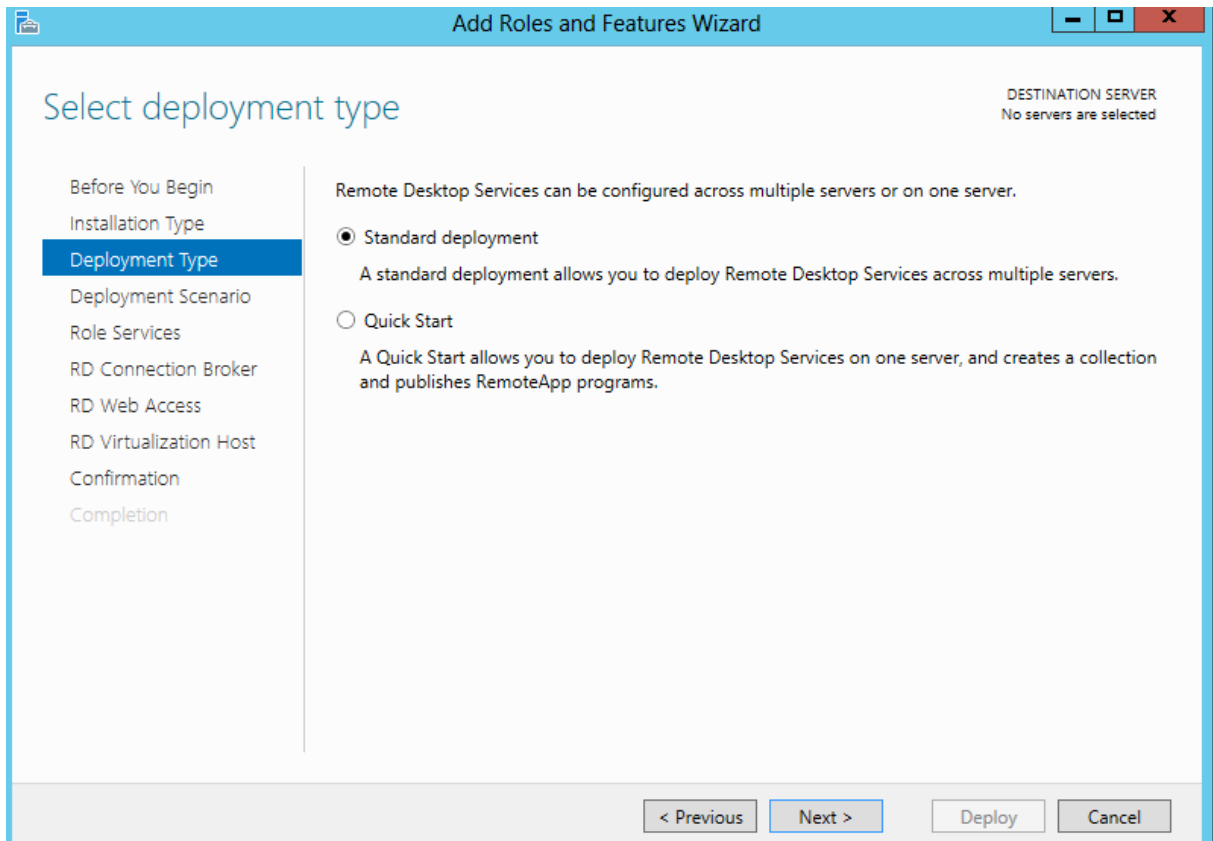 Add Roles and Features Wizard
Select deployment type
DESTINATION SERVER
No servers are selected
Before You Begin
Installation Type
Deployment Type
Deployment Scenario
Role Services
RD Connection Broker
RD Web Access
RD Virtualization Host
Confirmation
Completion
Remote Desktop Services can be configured across multiple servers or on one server.
Standard deployment
A standard deployment allows you to deploy Remote Desktop Services across multiple servers.
Quick Start
A Quick Start allows you to deploy Remote Desktop Services on one server, and creates a collection
and publishes RemoteApp programs.
< Previous
Next >
Deploy
Cancel